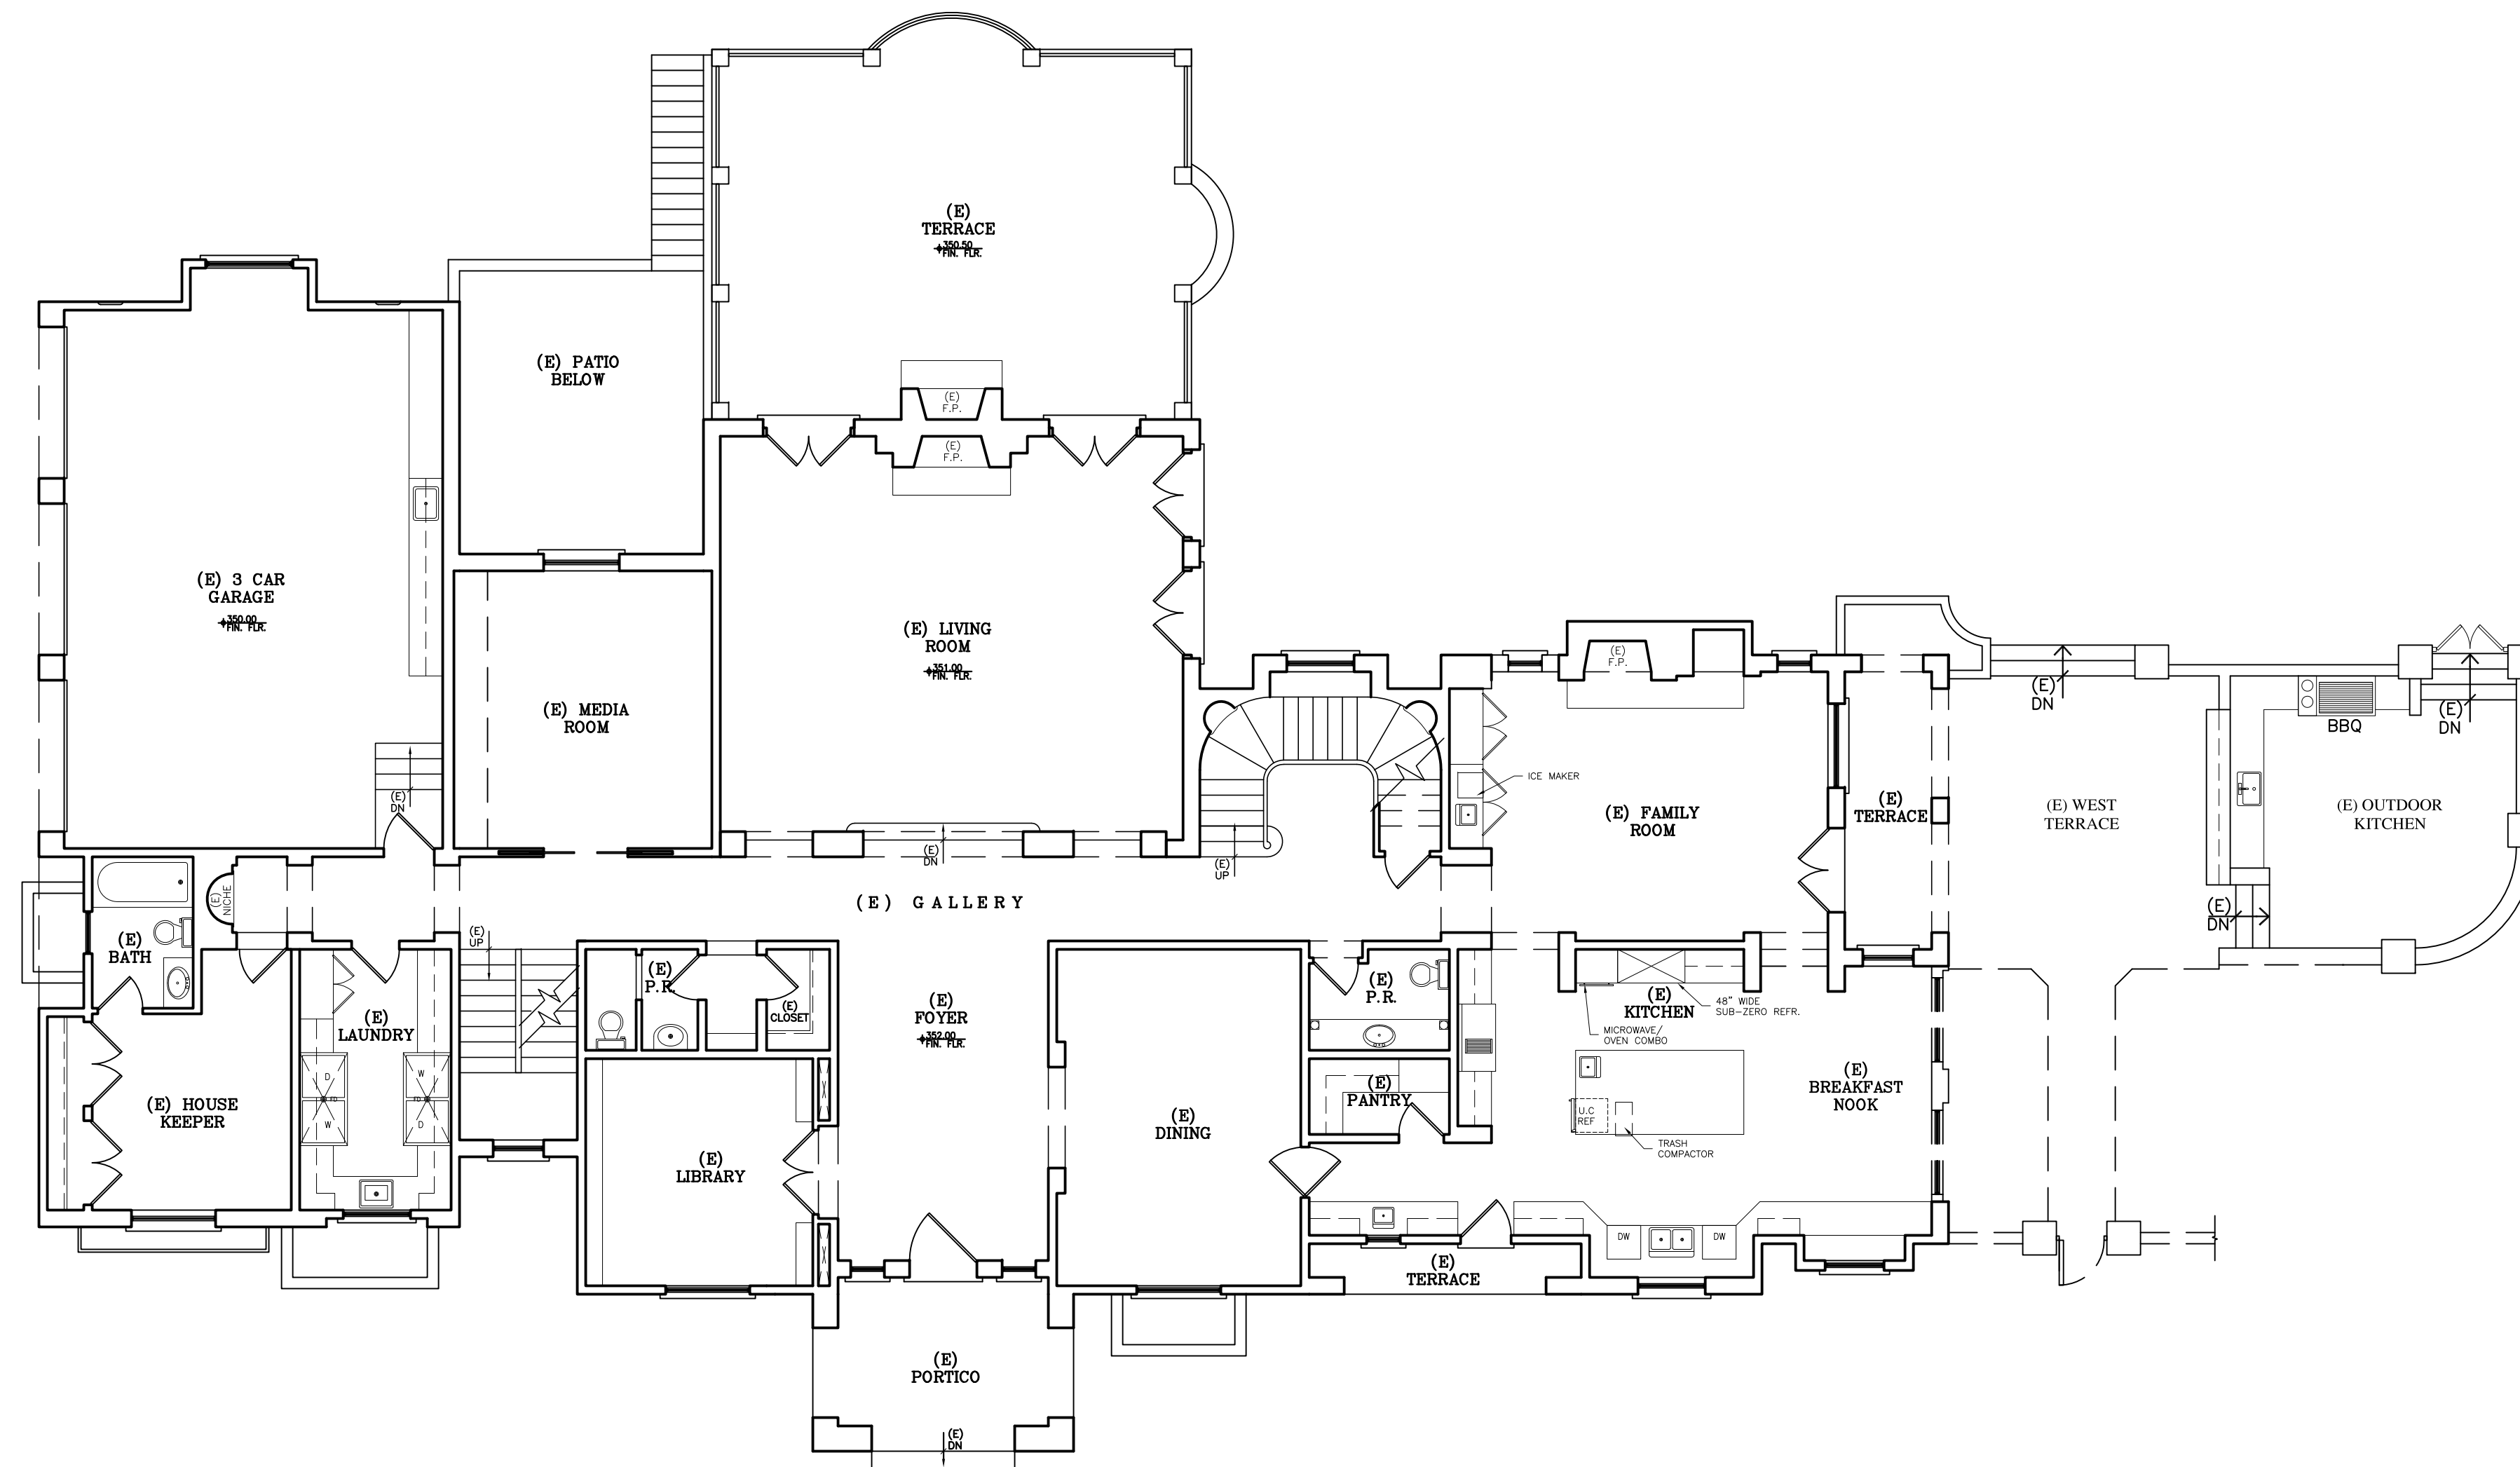 (E)
TERRACE
350.50
FIN. FLR.
(E) PATIO
BELOW
(E)
F.P.
(E)
F.P.
(E) 3 CAR
GARAGE
350.00
FIN. FLR.
(E) LIVING
ROOM
351.00
FIN. FLR.
(E) MEDIA
ROOM
(E)
DN
(E)
DN
(E)
UP
(E)
F.P.
ICE MAKER
(E) FAMILY
ROOM
(E)
TERRACE
(E)
DN
(E) WEST
TERRACE
BBQ
(E)
DN
(E) OUTDOOR
KITCHEN
(E)
DN
(E)
NICHE
(E) GALLERY
(E)
BATH
(E)
UP
(E)
P.R.
(E)
CLOSET
(E)
FOYER
352.00
FIN. FLR.
(E)
P.R.
(E)
KITCHEN
48" WIDE
SUB-ZERO REFR.
MICROWAVE/
OVEN COMBO
(E)
LAUNDRY
D
FD
W
W
FD
D
(E) HOUSE
KEEPER
(E)
LIBRARY
(E)
DINING
(E)
PANTRY
U.C
REF
TRASH
COMPACTOR
(E)
BREAKFAST
NOOK
DW
DW
(E)
TERRACE
(E)
PORTICO
(E)
DN